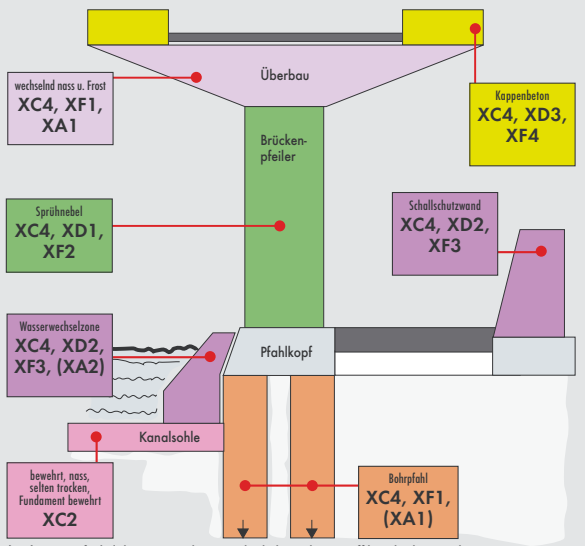 Überbau
wechselnd nass u. Frost
XC4, XF1,
XA1
Kappenbeton
XC4, XD3,
XF4
Brücken-
pfeiler
Sprühnebel
XC4, XD1,
XF2
Schallschutzwand
XC4, XD2,
XF3
Wasserwechselzone
XC4, XD2,
XF3, (XA2)
Pfahlkopf
Kanalsohle
bewehrt, nass,
selten trocken,
Fundament bewehrt
XC2
Bohrpfahl
XC4, XF1,
(XA1)